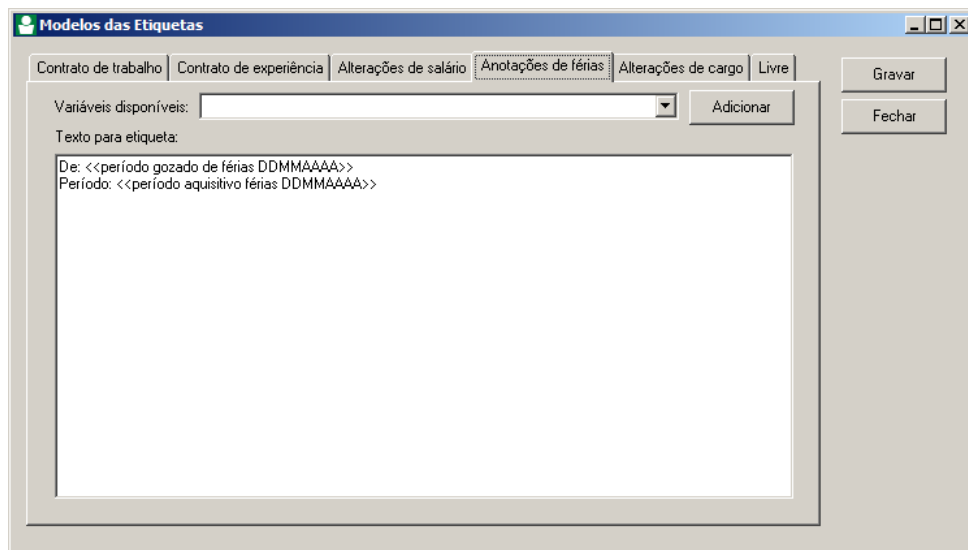 Modelos das Etiquetas
Contrato de trabalho Contrato de experiência Alterações de salário Anotações de férias Alterações de cargo Livre
Gravar
Variáveis disponíveis: Adicionar
Fechar
Texto para etiqueta:
De: <<período gozado de férias DDMMAAAA>>
Período: <<período aquisitivo férias DDMMAAAA>>